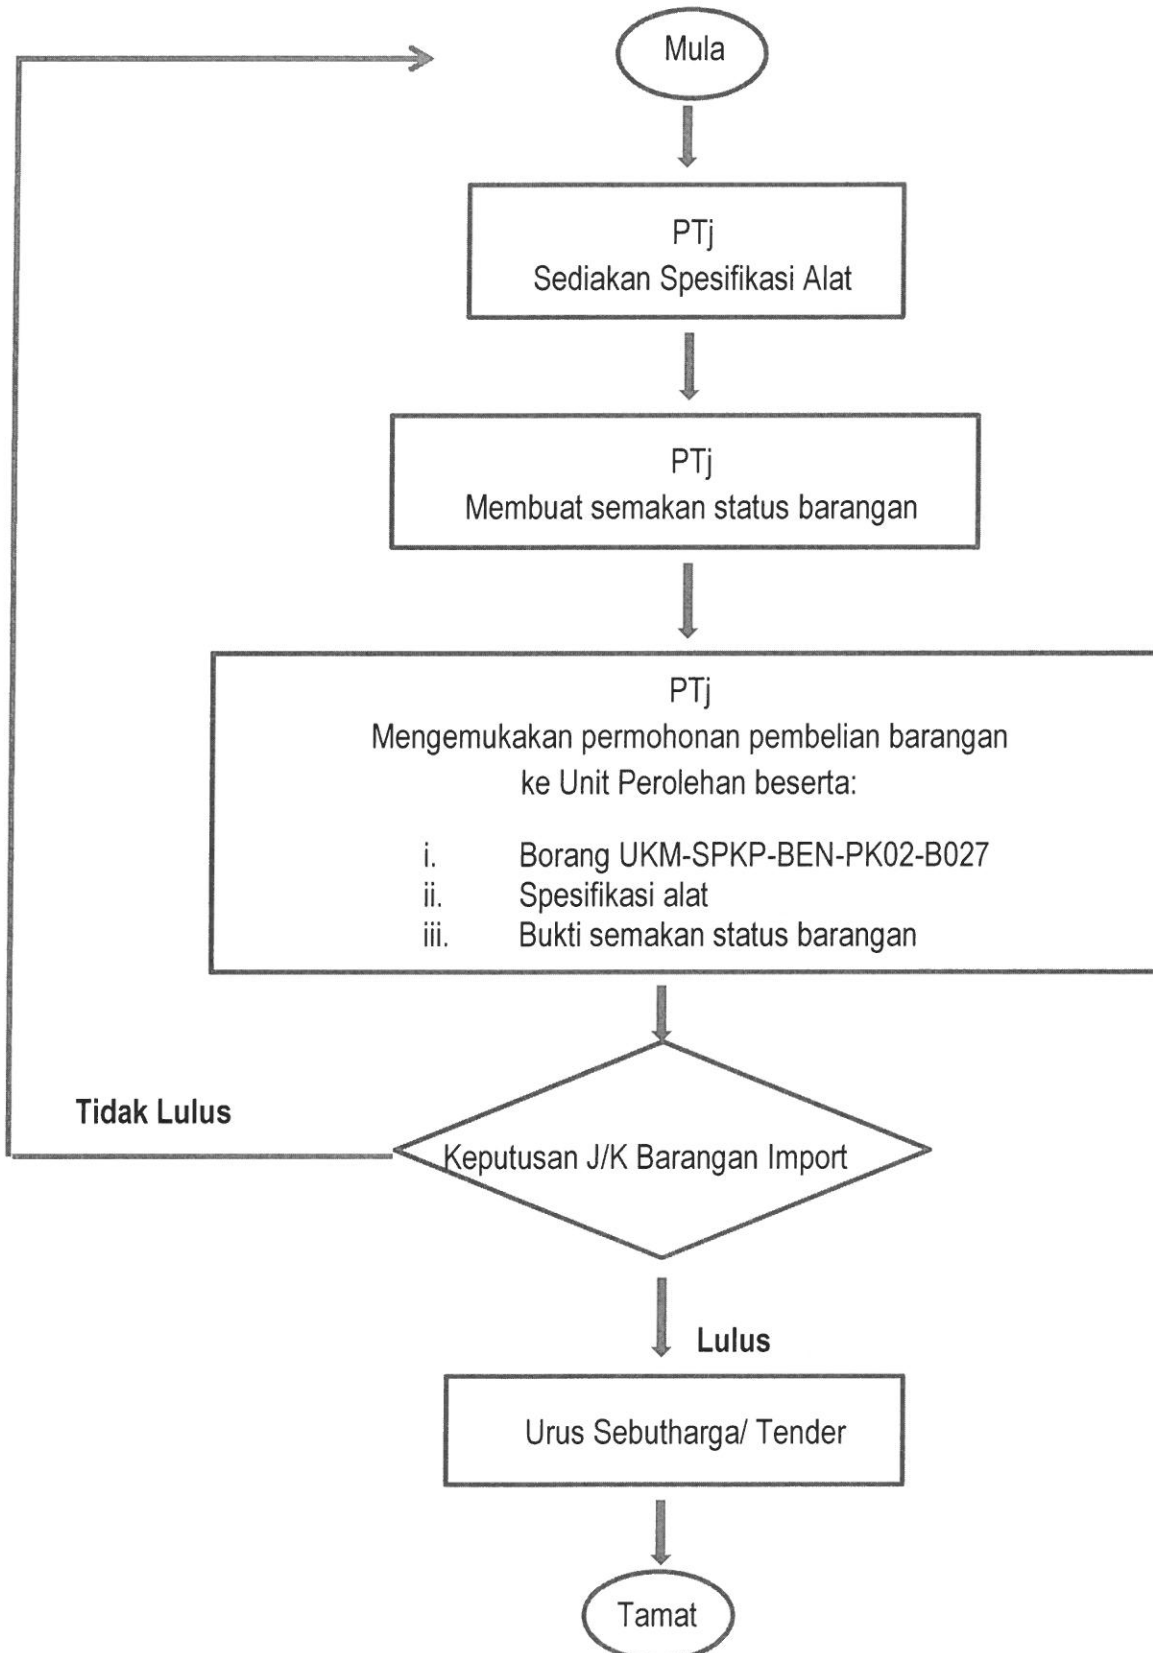 Mula
PTj
Sediakan Spesifikasi Alat
PTj
Membuat semakan status barangan
PTj
Mengemukakan permohonan pembelian barangan
ke Unit Perolehan beserta:
i. Borang UKM-SPKP-BEN-PK02-B027
ii. Spesifikasi alat
iii. Bukti semakan status barangan
Tidak Lulus
Keputusan J/K Barangan Import
Lulus
Urus Sebutharga/ Tender
Tamat